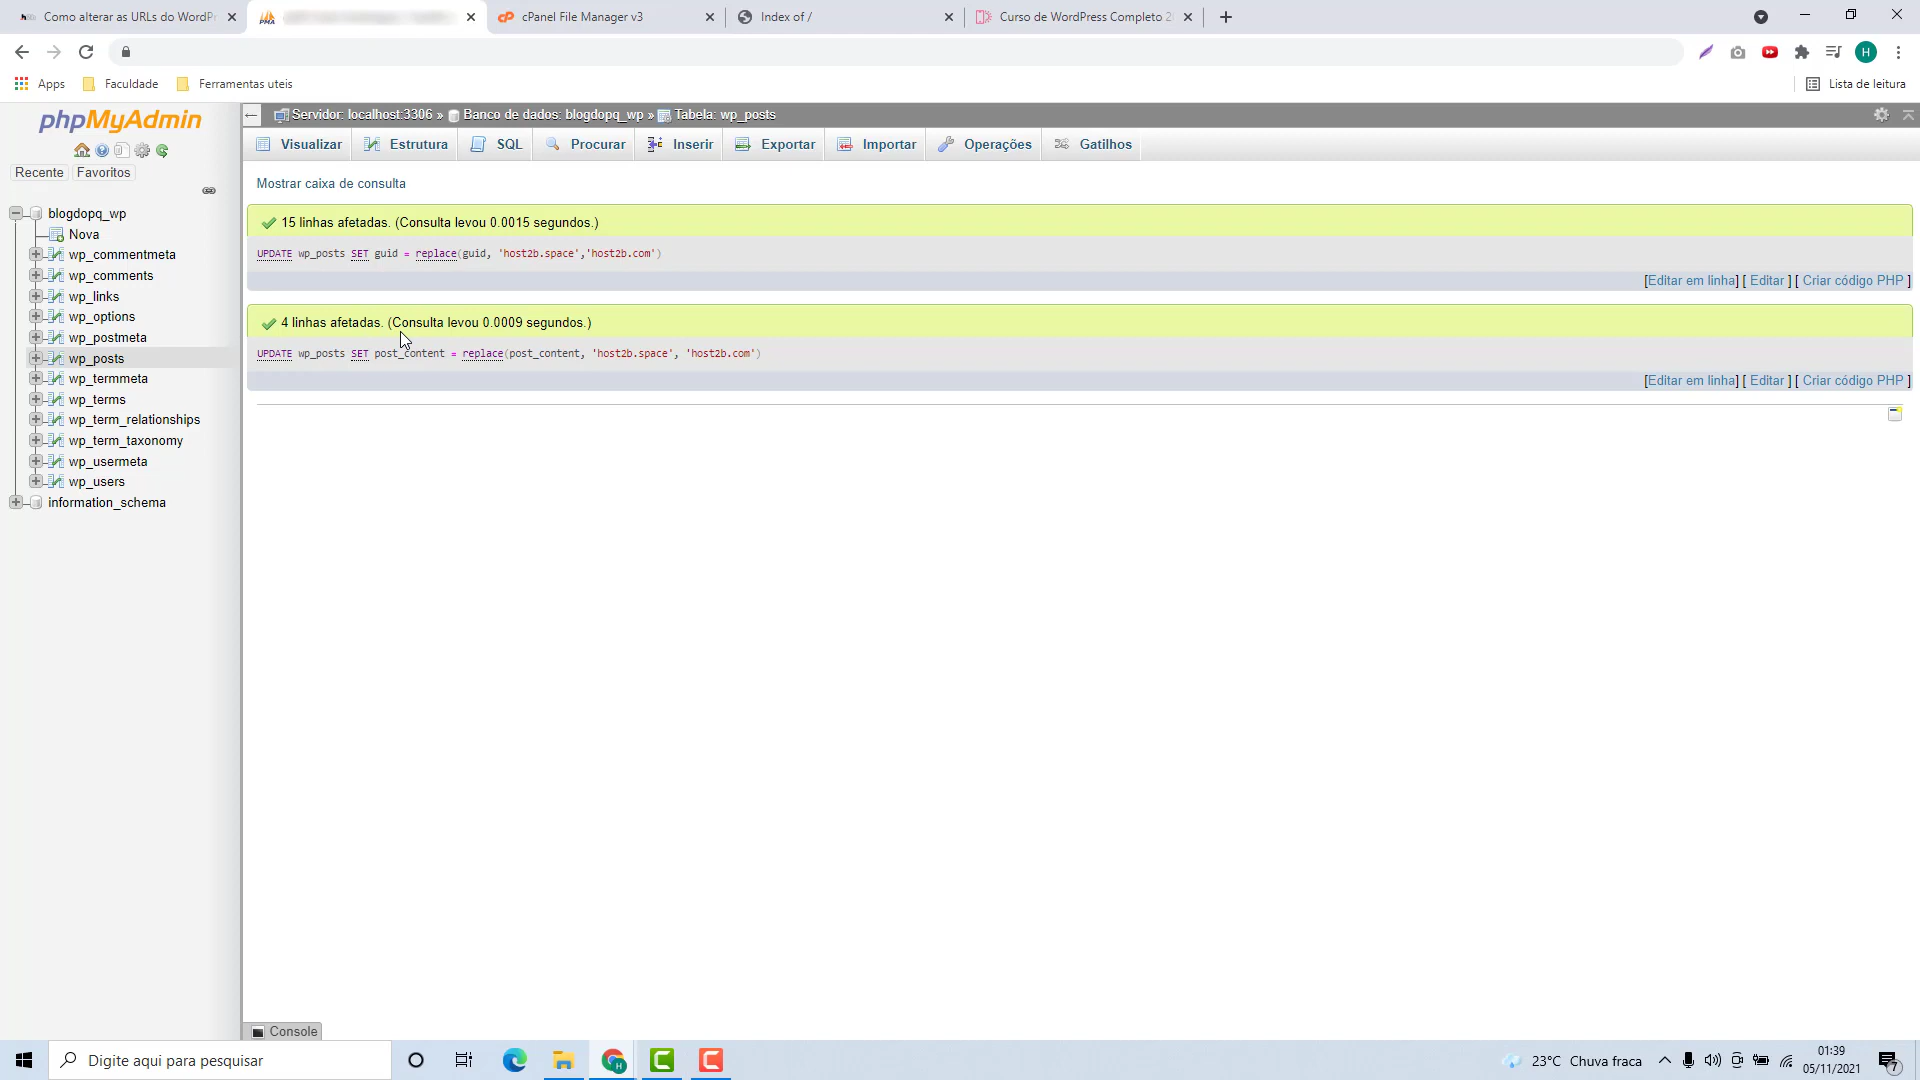 Como alterar as URLs do WordPr
PMA
cPanel File Manager v3
Index of /
Curso de WordPress Completo 2
Apps
Faculdade
Ferramentas uteis
H
Lista de leitura
phpMyAdmin
Recente
Favoritos
blogdopq_wp
Nova
wp_commentmeta
wp_comments
wp_links
wp_options
wp_postmeta
wp_posts
wp_termmeta
wp_terms
wp_term_relationships
wp_term_taxonomy
wp_usermeta
wp_users
information_schema
Servidor: localhost:3306 » Banco de dados: blogdopq_wp » Tabela: wp_posts
Visualizar Estrutura SQL Procurar Inserir Exportar Importar Operações Gatilhos
Mostrar caixa de consulta
15 linhas afetadas. (Consulta levou 0.0015 segundos.)
UPDATE wp_posts SET guid = replace(guid, 'host2b.space','host2b.com')
[Editar em linha] [ Editar ] [ Criar código PHP ]
4 linhas afetadas. (Consulta levou 0.0009 segundos.)
UPDATE wp_posts SET post_content = replace(post_content, 'host2b.space', 'host2b.com')
[Editar em linha] [ Editar ] [ Criar código PHP ]
Console
Digite aqui para pesquisar
23°C Chuva fraca
01:39
05/11/2021
7